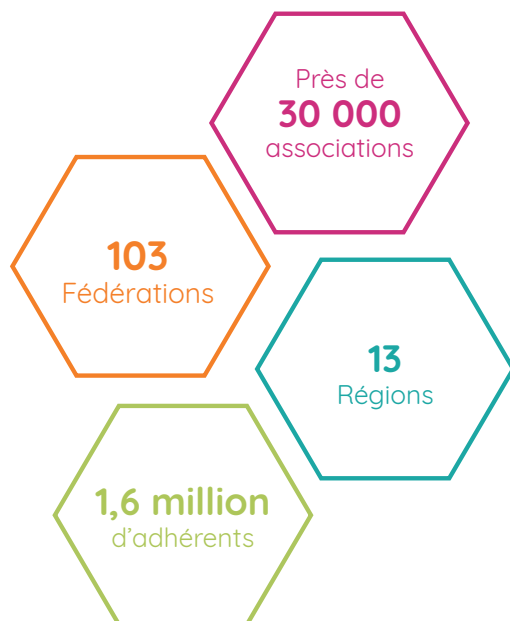 Près de
30 000
associations
103
Fédérations
13
Régions
1,6 million
d’adhérents